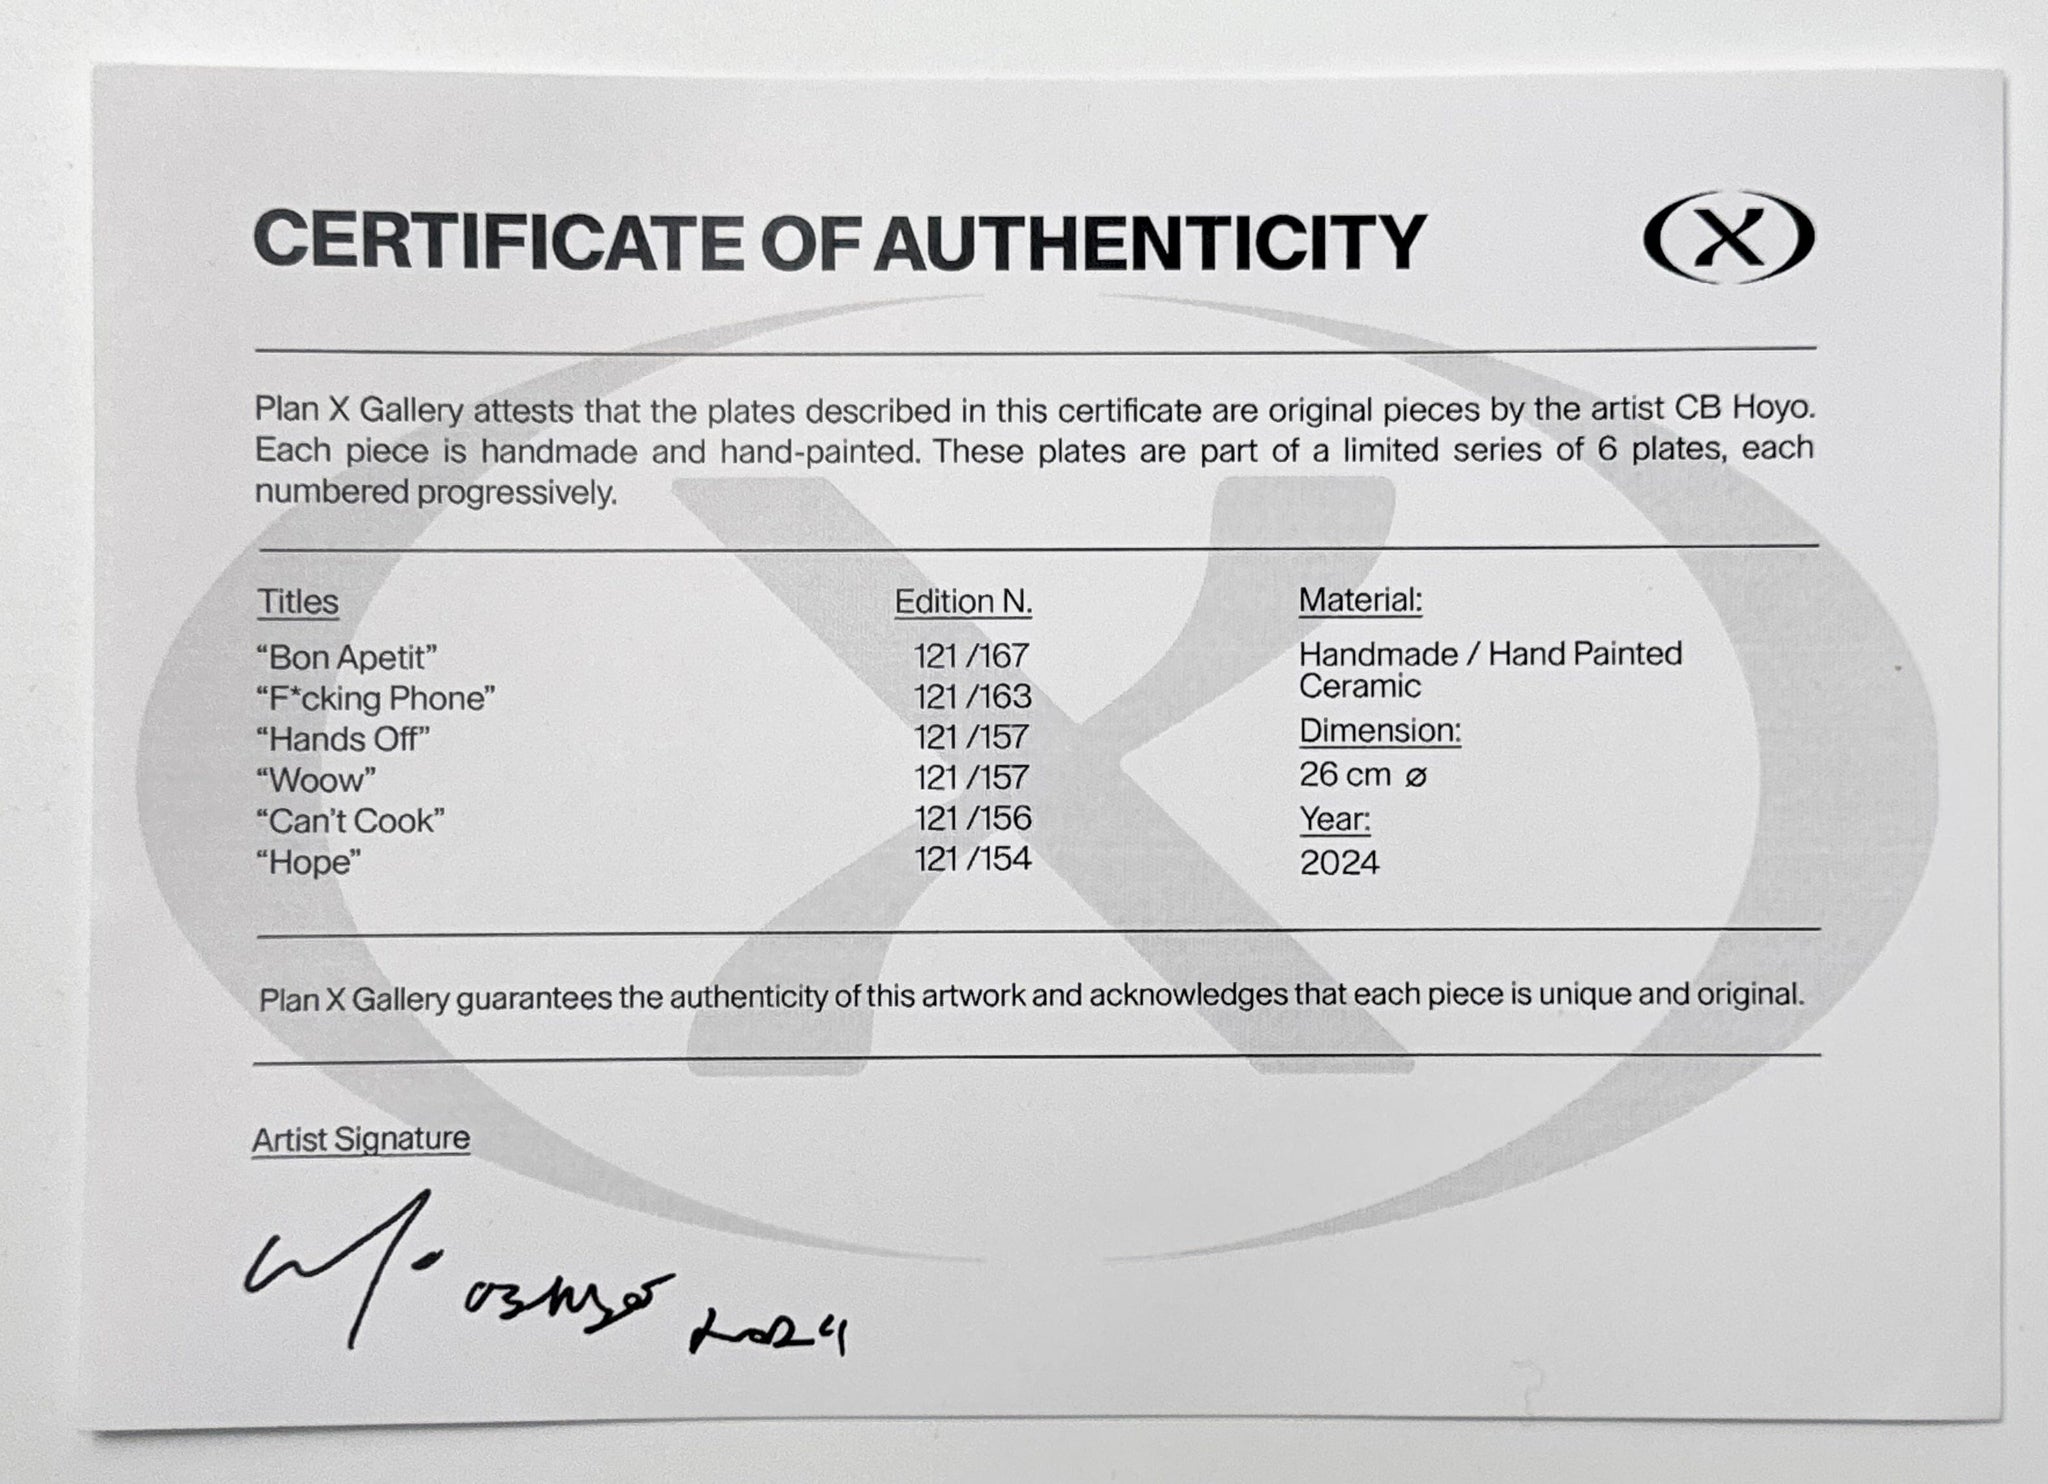 CERTIFICATE OF AUTHENTICITY
X
Plan X Gallery attests that the plates described in this certificate are original pieces by the artist CB Hoyo.
Each piece is handmade and hand-painted. These plates are part of a limited series of 6 plates, each
numbered progressively.
Titles Edition N.
“Bon Apetit” 121 /167
“F*cking Phone” 121 /163
“Hands Off” 121 /157
“Woow” 121 /157
“Can't Cook” 121 /156
“Hope” 121 /154
Material:
Handmade / Hand Painted
Ceramic
Dimension:
26 cm ⌀
Year:
2024
Plan X Gallery guarantees the authenticity of this artwork and acknowledges that each piece is unique and original.
Artist Signature
2024